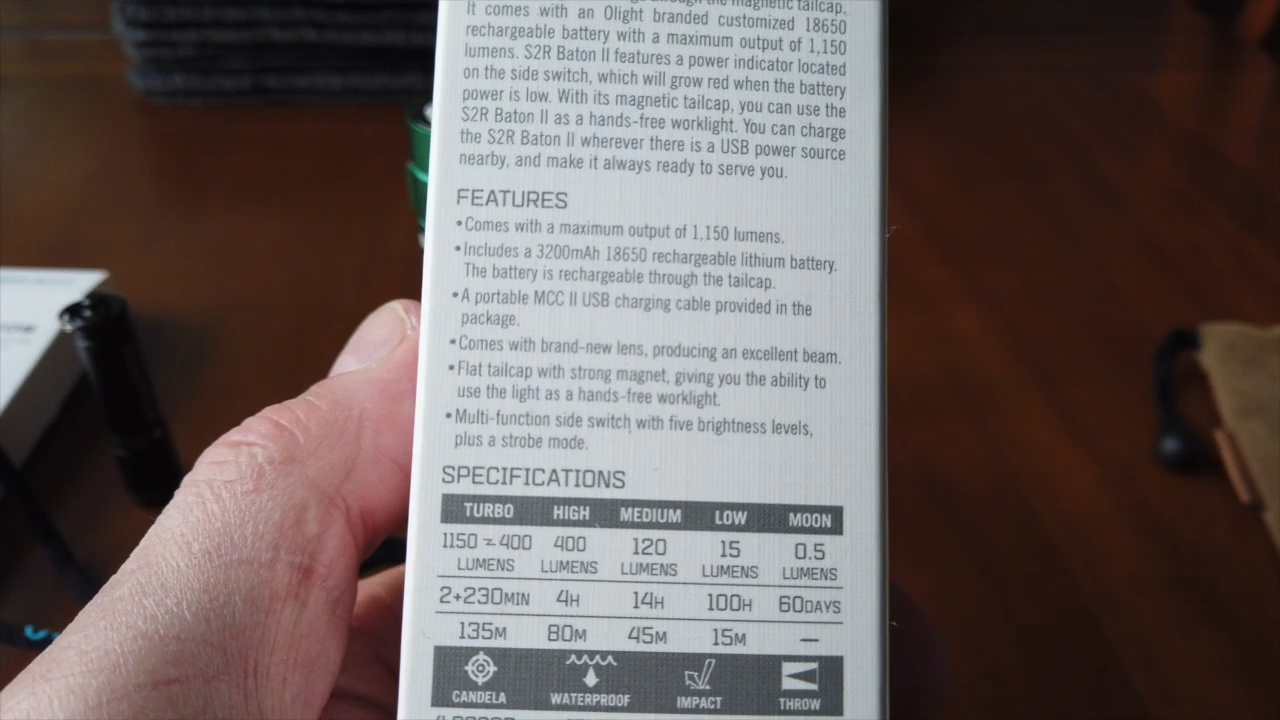 through the magnetic tailcap.
It comes with an Olight branded customized 18650
rechargeable battery with a maximum output of 1,150
lumens. S2R Baton II features a power indicator located
on the side switch, which will grow red when the battery
power is low. With its magnetic tailcap, you can use the
S2R Baton II as a hands-free worklight. You can charge
the S2R Baton II wherever there is a USB power source
nearby, and make it always ready to serve you.
FEATURES
•Comes with a maximum output of 1,150 lumens.
•Includes a 3200mAh 18650 rechargeable lithium battery.
The battery is rechargeable through the tailcap.
•A portable MCC II USB charging cable provided in the
package.
•Comes with brand-new lens, producing an excellent beam.
•Flat tailcap with strong magnet, giving you the ability to
use the light as a hands-free worklight.
•Multi-function side switch with five brightness levels,
plus a strobe mode.
SPECIFICATIONS
TURBO HIGH MEDIUM LOW MOON
1150 ≈ 400 400 120 15 0.5
LUMENS LUMENS LUMENS LUMENS LUMENS
2+230MIN 4H 14H 100H 60DAYS
135M 80M 45M 15M —
CANDELA WATERPROOF IMPACT THROW